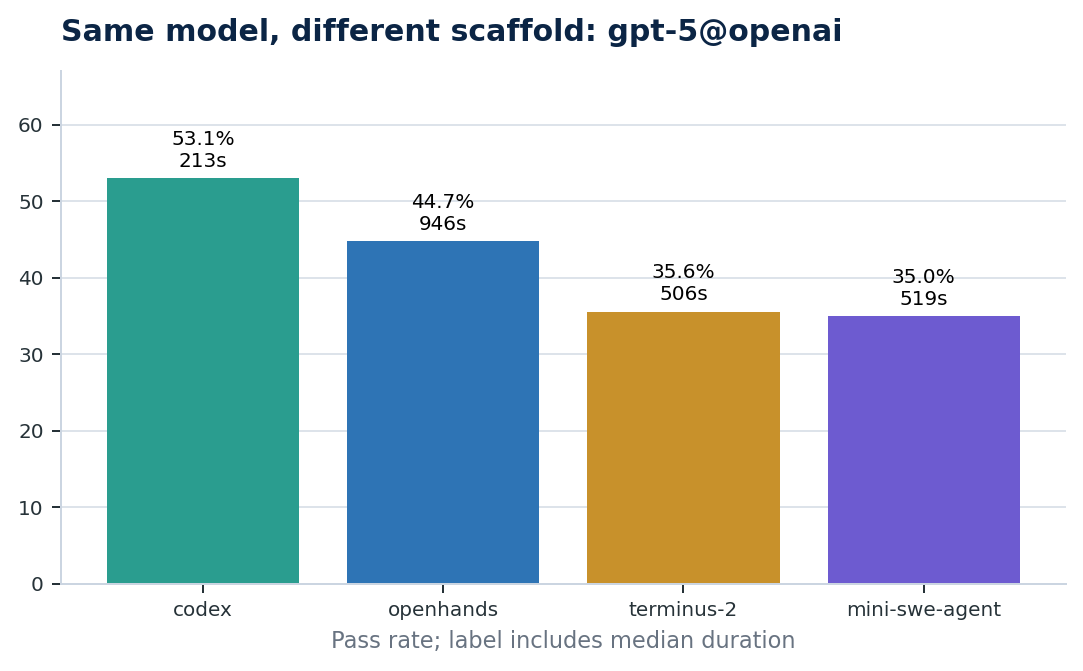 Same model, different scaffold: gpt-5@openai
60
50
40
30
20
10
0
53.1%
213s
44.7%
946s
35.6%
506s
35.0%
519s
codex
openhands
terminus-2
mini-swe-agent
Pass rate; label includes median duration